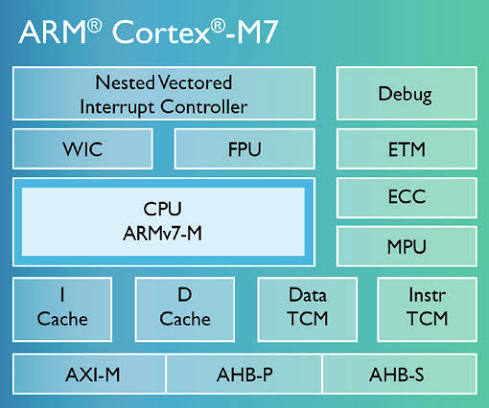 ARM® Cortex®-M7
Nested Vectored
Interrupt Controller
Debug
WIC
FPU
ETM
CPU
ARMv7-M
ECC
MPU
I
Cache
D
Cache
Data
TCM
Instr
TCM
AXI-M
AHB-P
AHB-S